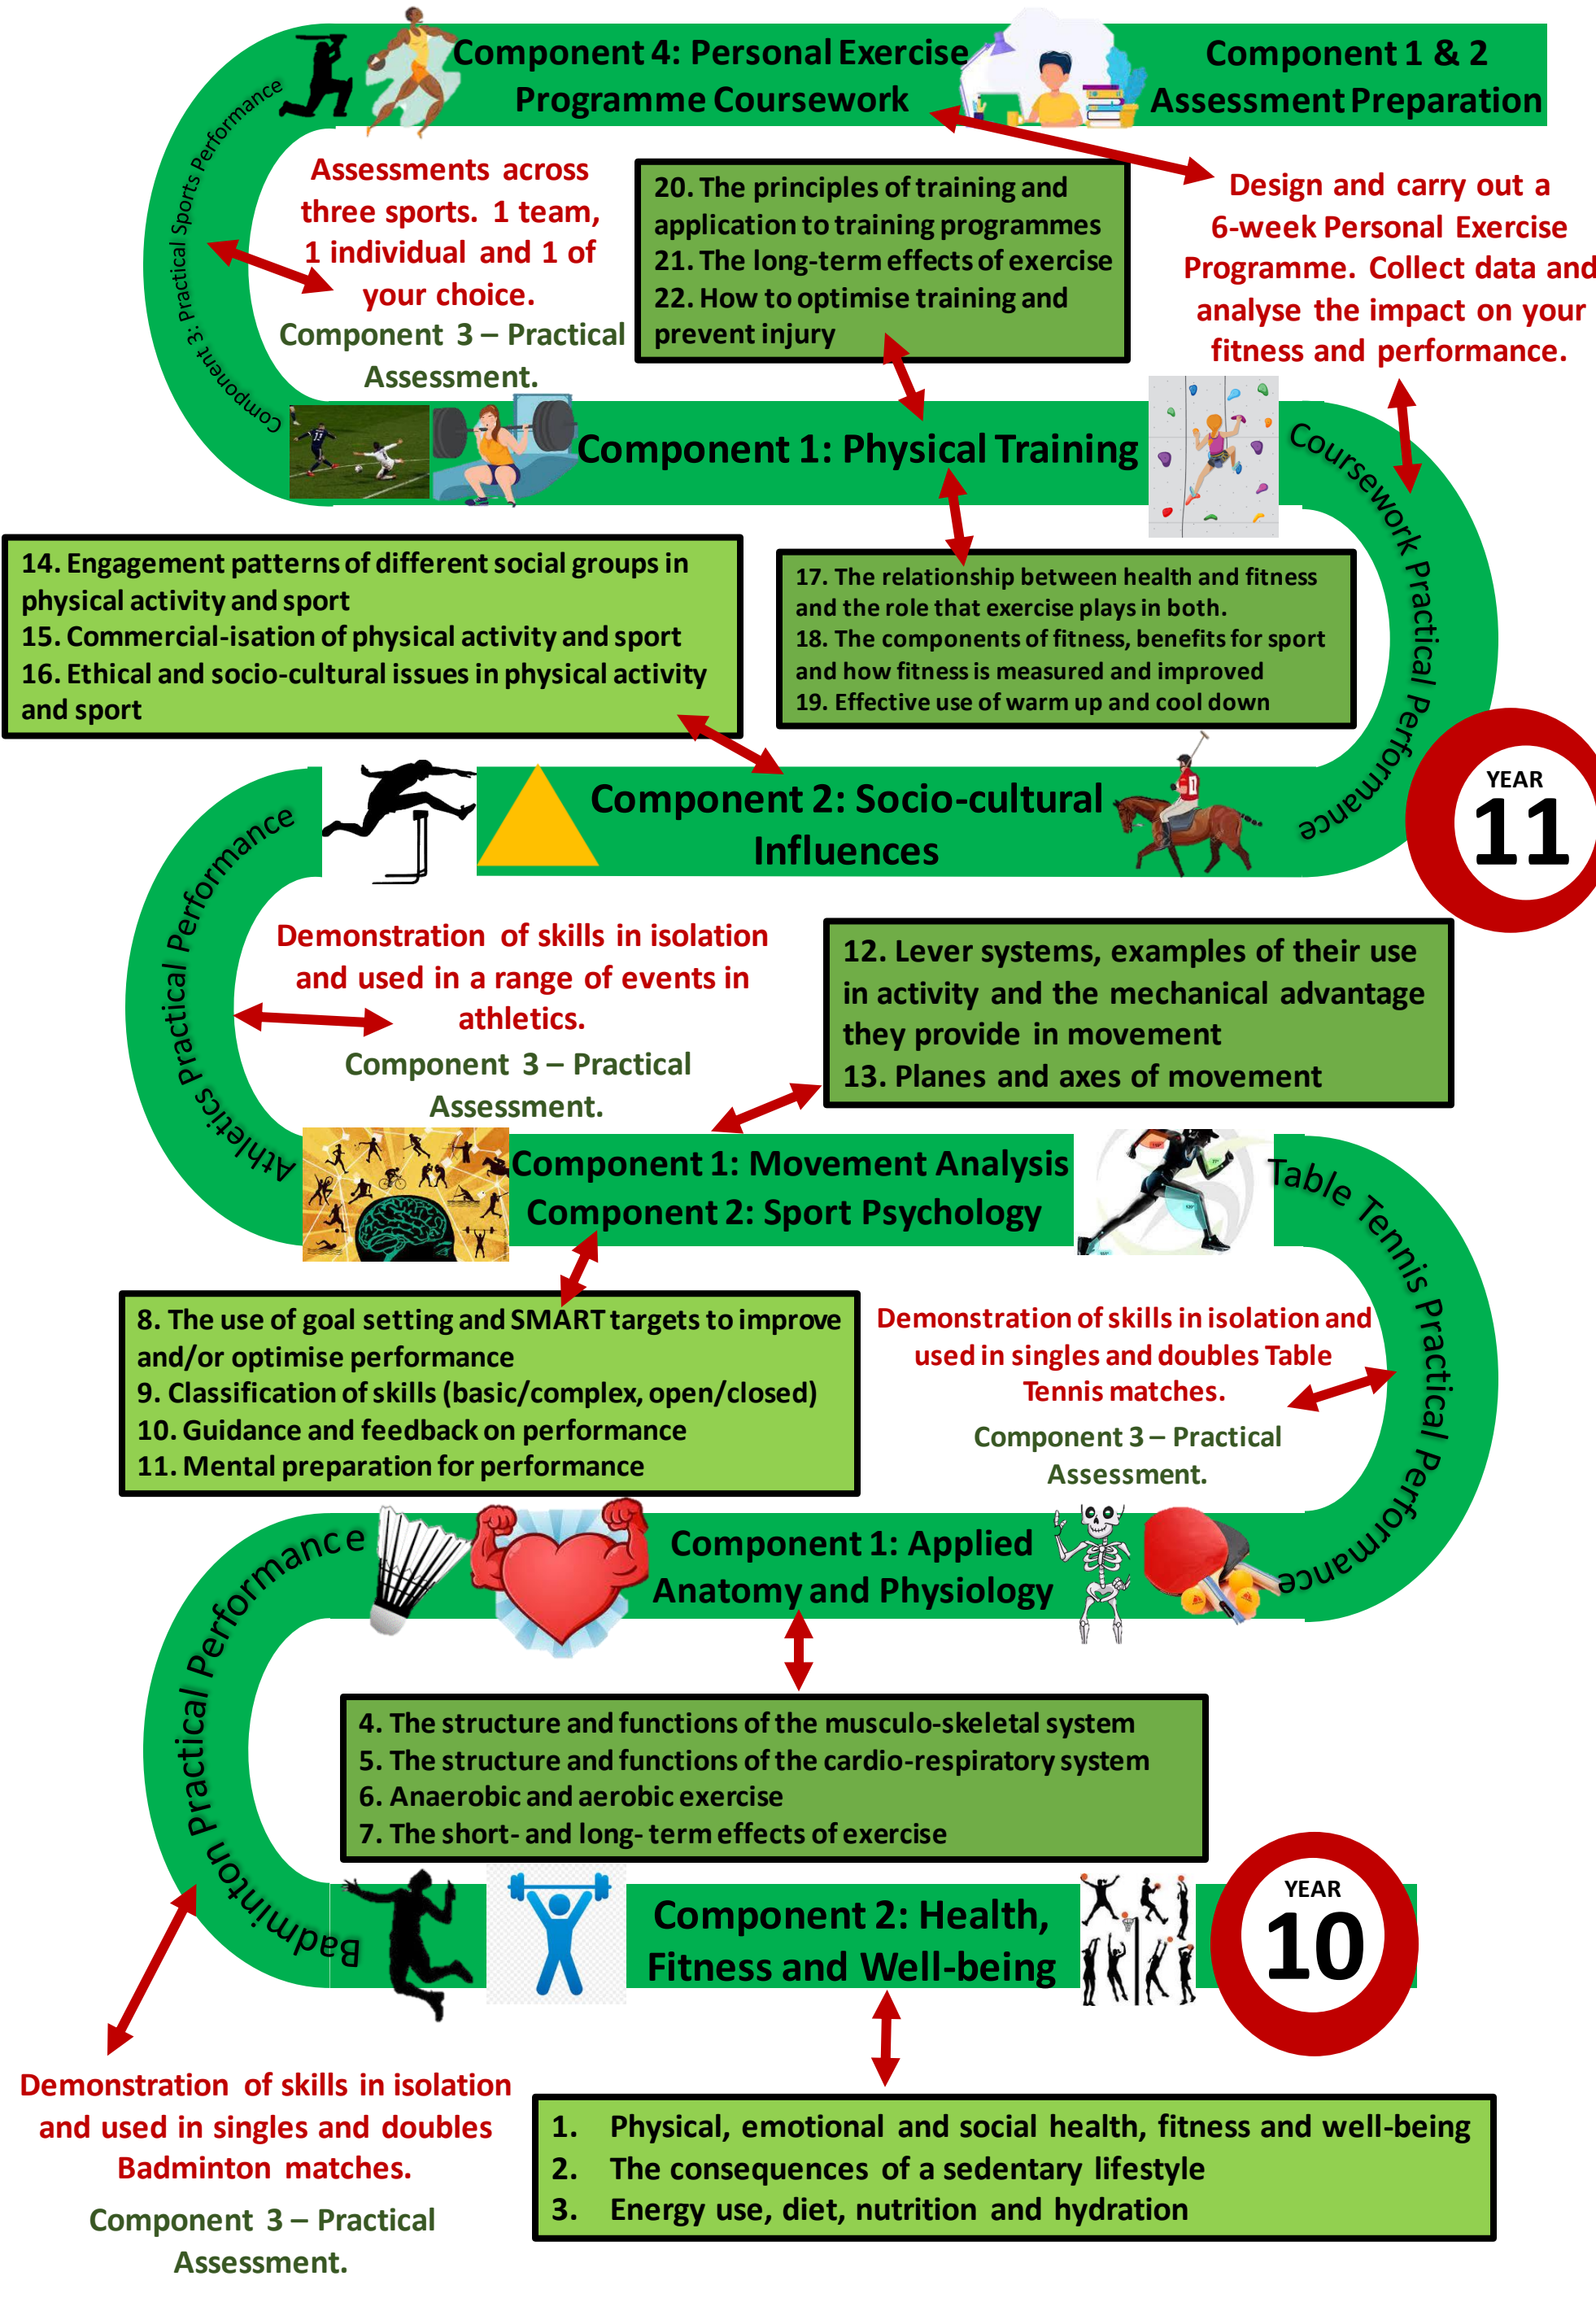 Component 4: Personal Exercise
Programme Coursework
Component 1 & 2
Assessment Preparation
Component 3: Practical Sports Performance
Assessments across
three sports. 1 team,
1 individual and 1 of
your choice.
Component 3 – Practical
Assessment.
20. The principles of training and
application to training programmes
21. The long-term effects of exercise
22. How to optimise training and
prevent injury
Design and carry out a
6-week Personal Exercise
Programme. Collect data and
analyse the impact on your
fitness and performance.
Component 1: Physical Training
Coursework Practical Performance
14. Engagement patterns of different social groups in
physical activity and sport
15. Commercial-isation of physical activity and sport
16. Ethical and socio-cultural issues in physical activity
and sport
17. The relationship between health and fitness
and the role that exercise plays in both.
18. The components of fitness, benefits for sport
and how fitness is measured and improved
19. Effective use of warm up and cool down
YEAR
11
Component 2: Socio-cultural
Influences
Athletics Practical Performance
Demonstration of skills in isolation
and used in a range of events in
athletics.
Component 3 – Practical
Assessment.
12. Lever systems, examples of their use
in activity and the mechanical advantage
they provide in movement
13. Planes and axes of movement
Component 1: Movement Analysis
Component 2: Sport Psychology
Table Tennis Practical Performance
8. The use of goal setting and SMART targets to improve
and/or optimise performance
9. Classification of skills (basic/complex, open/closed)
10. Guidance and feedback on performance
11. Mental preparation for performance
Demonstration of skills in isolation and
used in singles and doubles Table
Tennis matches.
Component 3 – Practical
Assessment.
Component 1: Applied
Anatomy and Physiology
Badminton Practical Performance
4. The structure and functions of the musculo-skeletal system
5. The structure and functions of the cardio-respiratory system
6. Anaerobic and aerobic exercise
7. The short- and long- term effects of exercise
Component 2: Health,
Fitness and Well-being
YEAR
10
Demonstration of skills in isolation
and used in singles and doubles
Badminton matches.
Component 3 – Practical
Assessment.
1. Physical, emotional and social health, fitness and well-being
2. The consequences of a sedentary lifestyle
3. Energy use, diet, nutrition and hydration